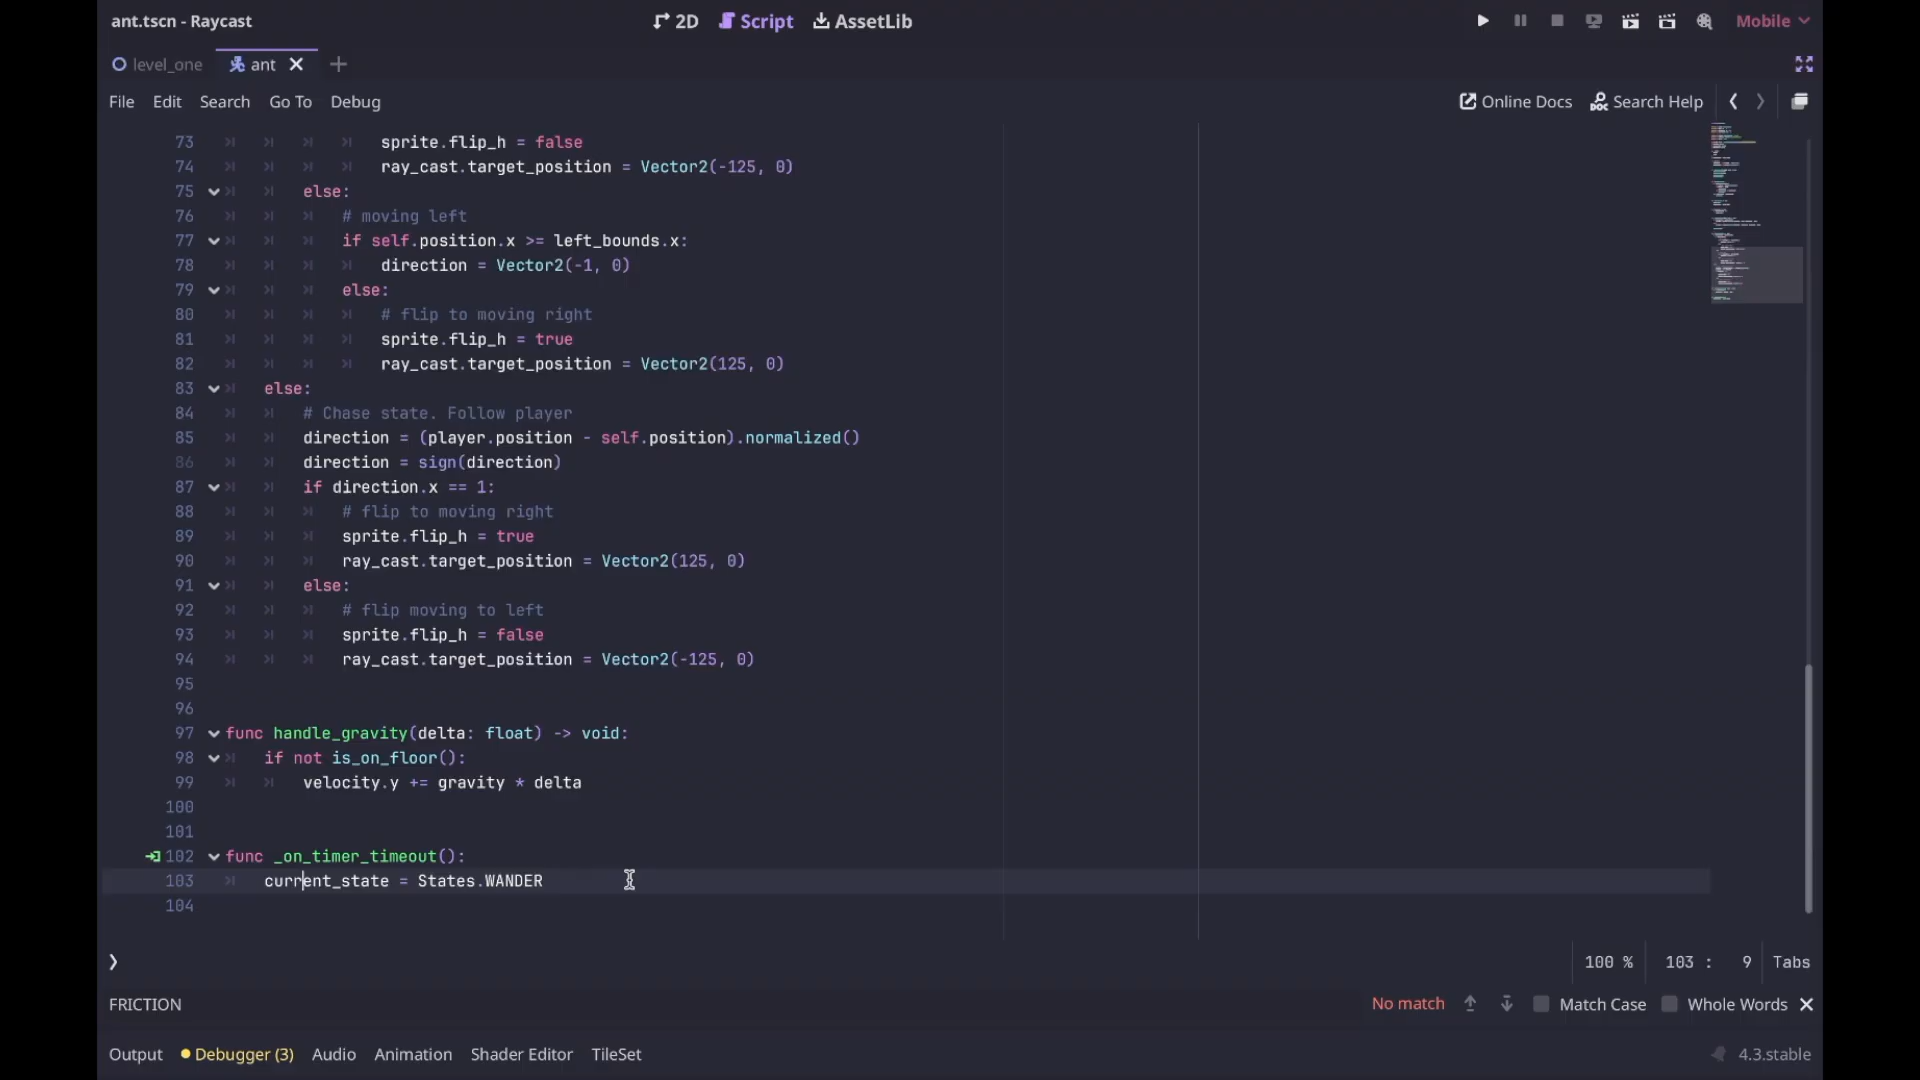 ant.tscn - Raycast
2D Script AssetLib
Mobile
level_one ant
File Edit Search Go To Debug
Online Docs Search Help
73 sprite.flip_h = false
74 ray_cast.target_position = Vector2(-125, 0)
75 else:
76 # moving left
77 if self.position.x >= left_bounds.x:
78 direction = Vector2(-1, 0)
79 else:
80 # flip to moving right
81 sprite.flip_h = true
82 ray_cast.target_position = Vector2(125, 0)
83 else:
84 # Chase state. Follow player
85 direction = (player.position - self.position).normalized()
86 direction = sign(direction)
87 if direction.x == 1:
88 # flip to moving right
89 sprite.flip_h = true
90 ray_cast.target_position = Vector2(125, 0)
91 else:
92 # flip moving to left
93 sprite.flip_h = false
94 ray_cast.target_position = Vector2(-125, 0)
95
96
97 func handle_gravity(delta: float) -> void:
98 if not is_on_floor():
99 velocity.y += gravity * delta
100
101
102 func _on_timer_timeout():
103 current_state = States.WANDER
104
100 % 103 : 9 Tabs
FRICTION
No match Match Case Whole Words
Output Debugger (3) Audio Animation Shader Editor TileSet
4.3.stable